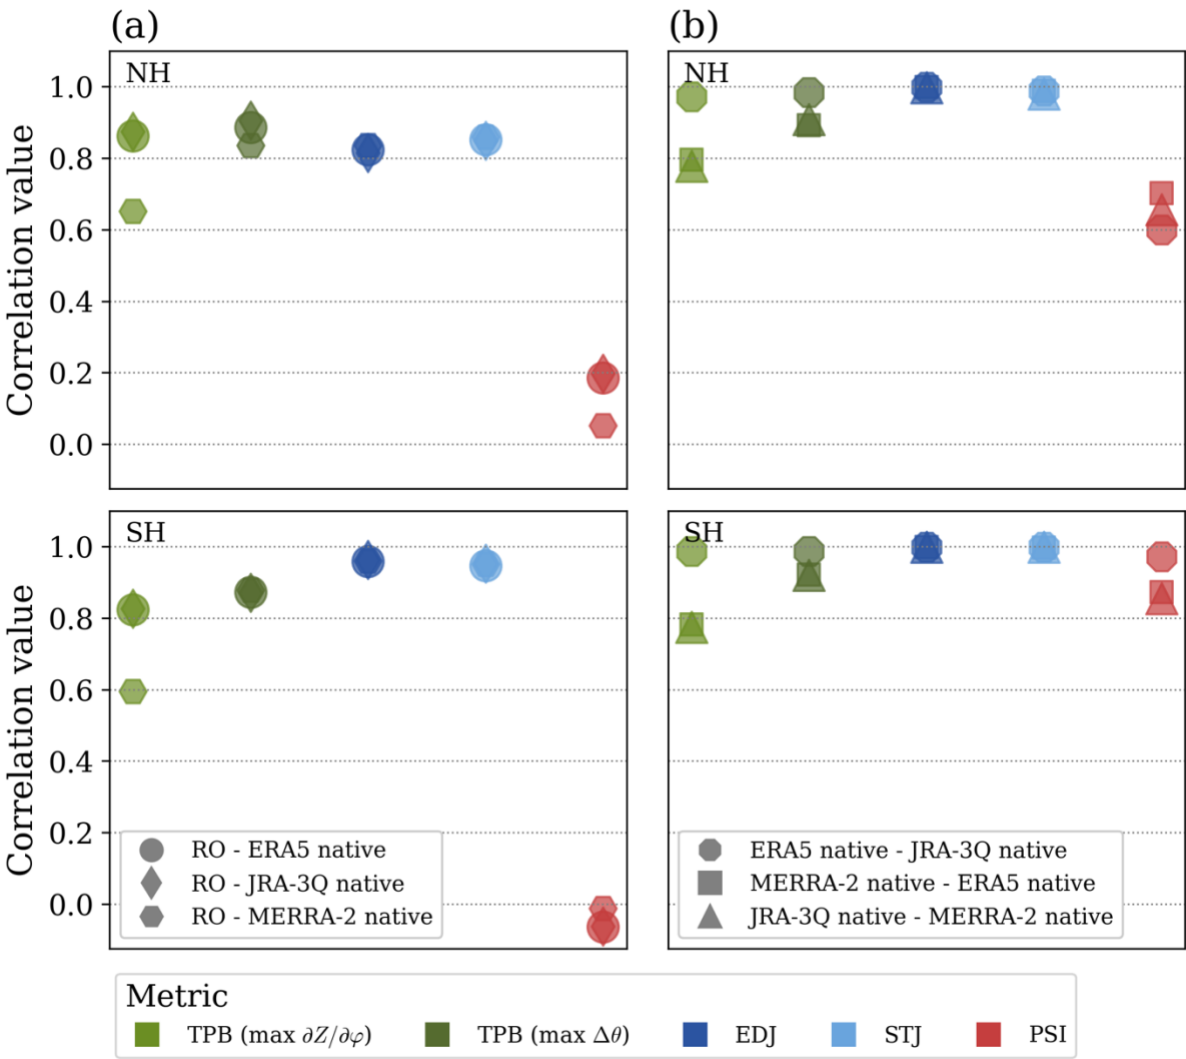 (a)
(b)
NH
NH
Correlation value
1.0
0.8
0.6
0.4
0.2
0.0
SH
SH
Correlation value
1.0
0.8
0.6
0.4
0.2
0.0
RO - ERA5 native
RO - JRA-3Q native
RO - MERRA-2 native
ERA5 native - JRA-3Q native
MERRA-2 native - ERA5 native
JRA-3Q native - MERRA-2 native
Metric
TPB (max ∂Z/∂φ) TPB (max Δθ) EDJ STJ PSI